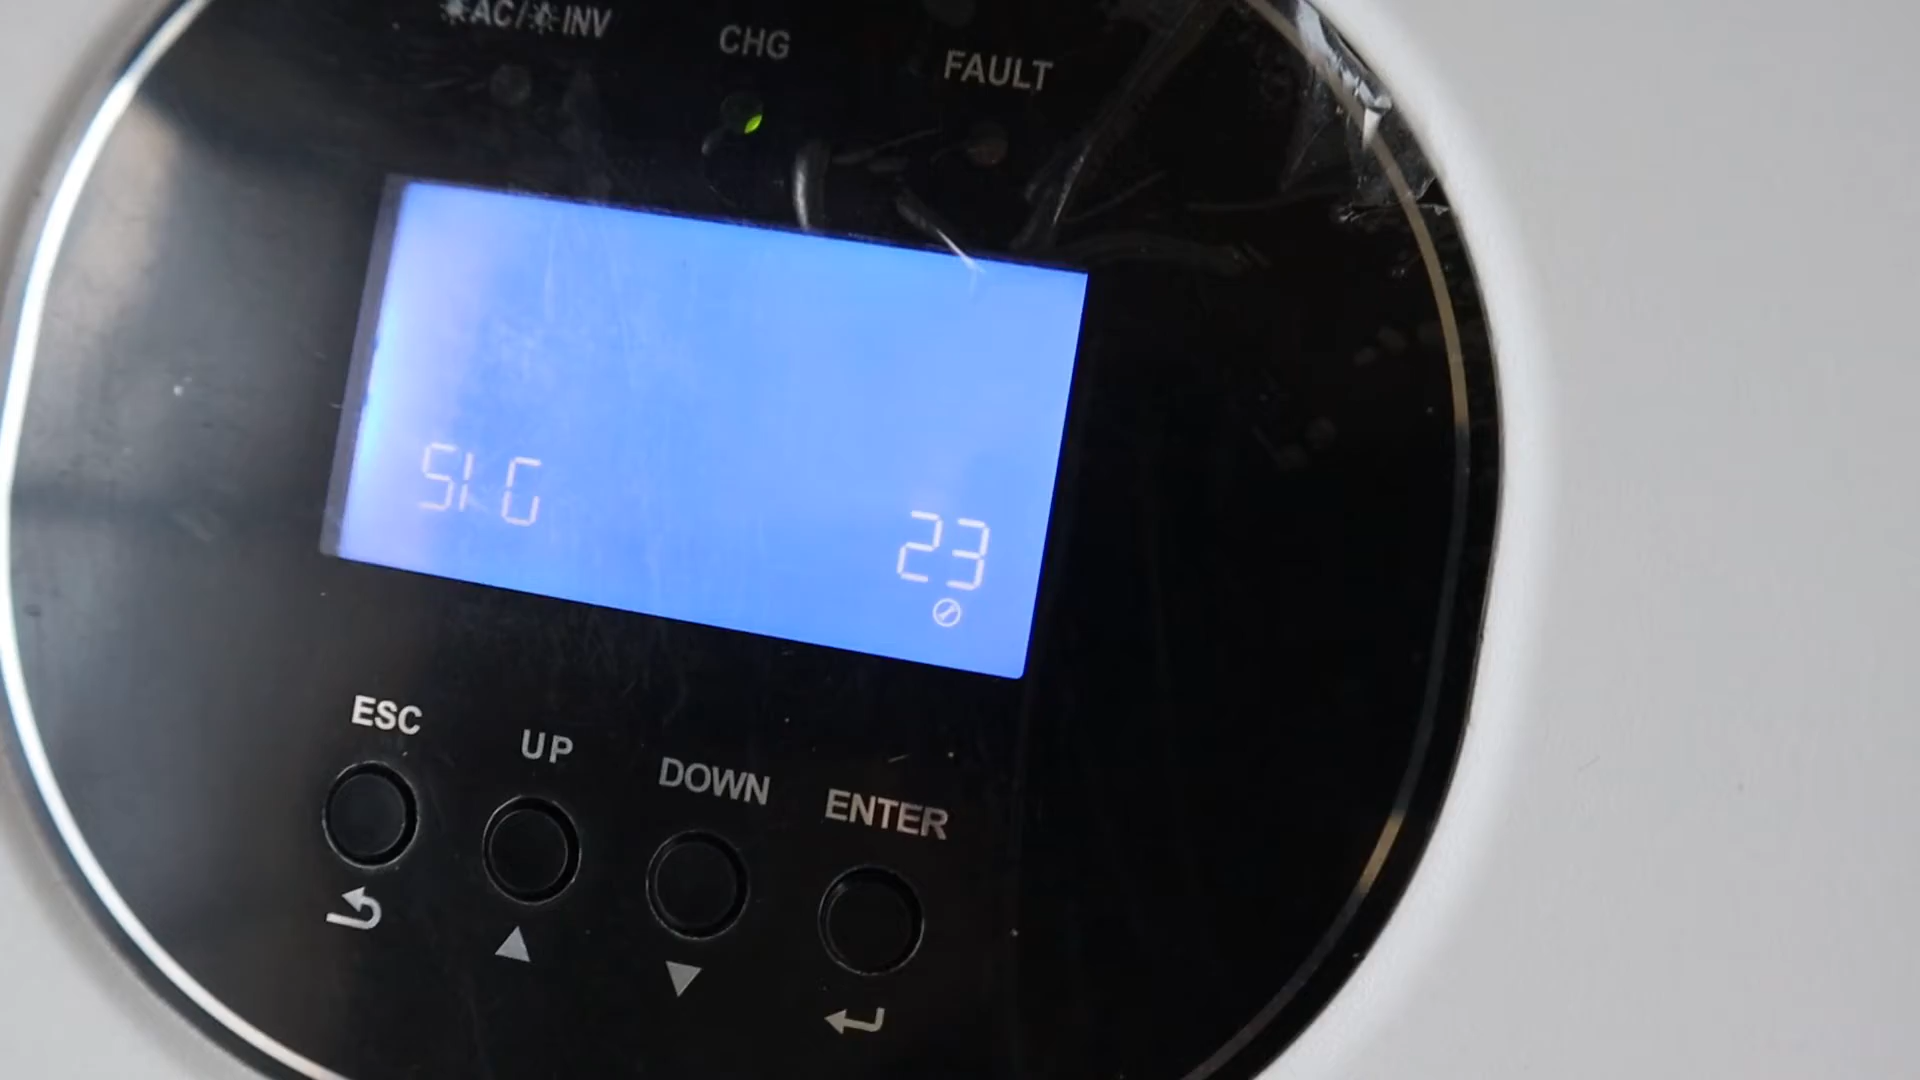 AC/ INV
CHG
FAULT
SIG
23
ESC
UP
DOWN
ENTER